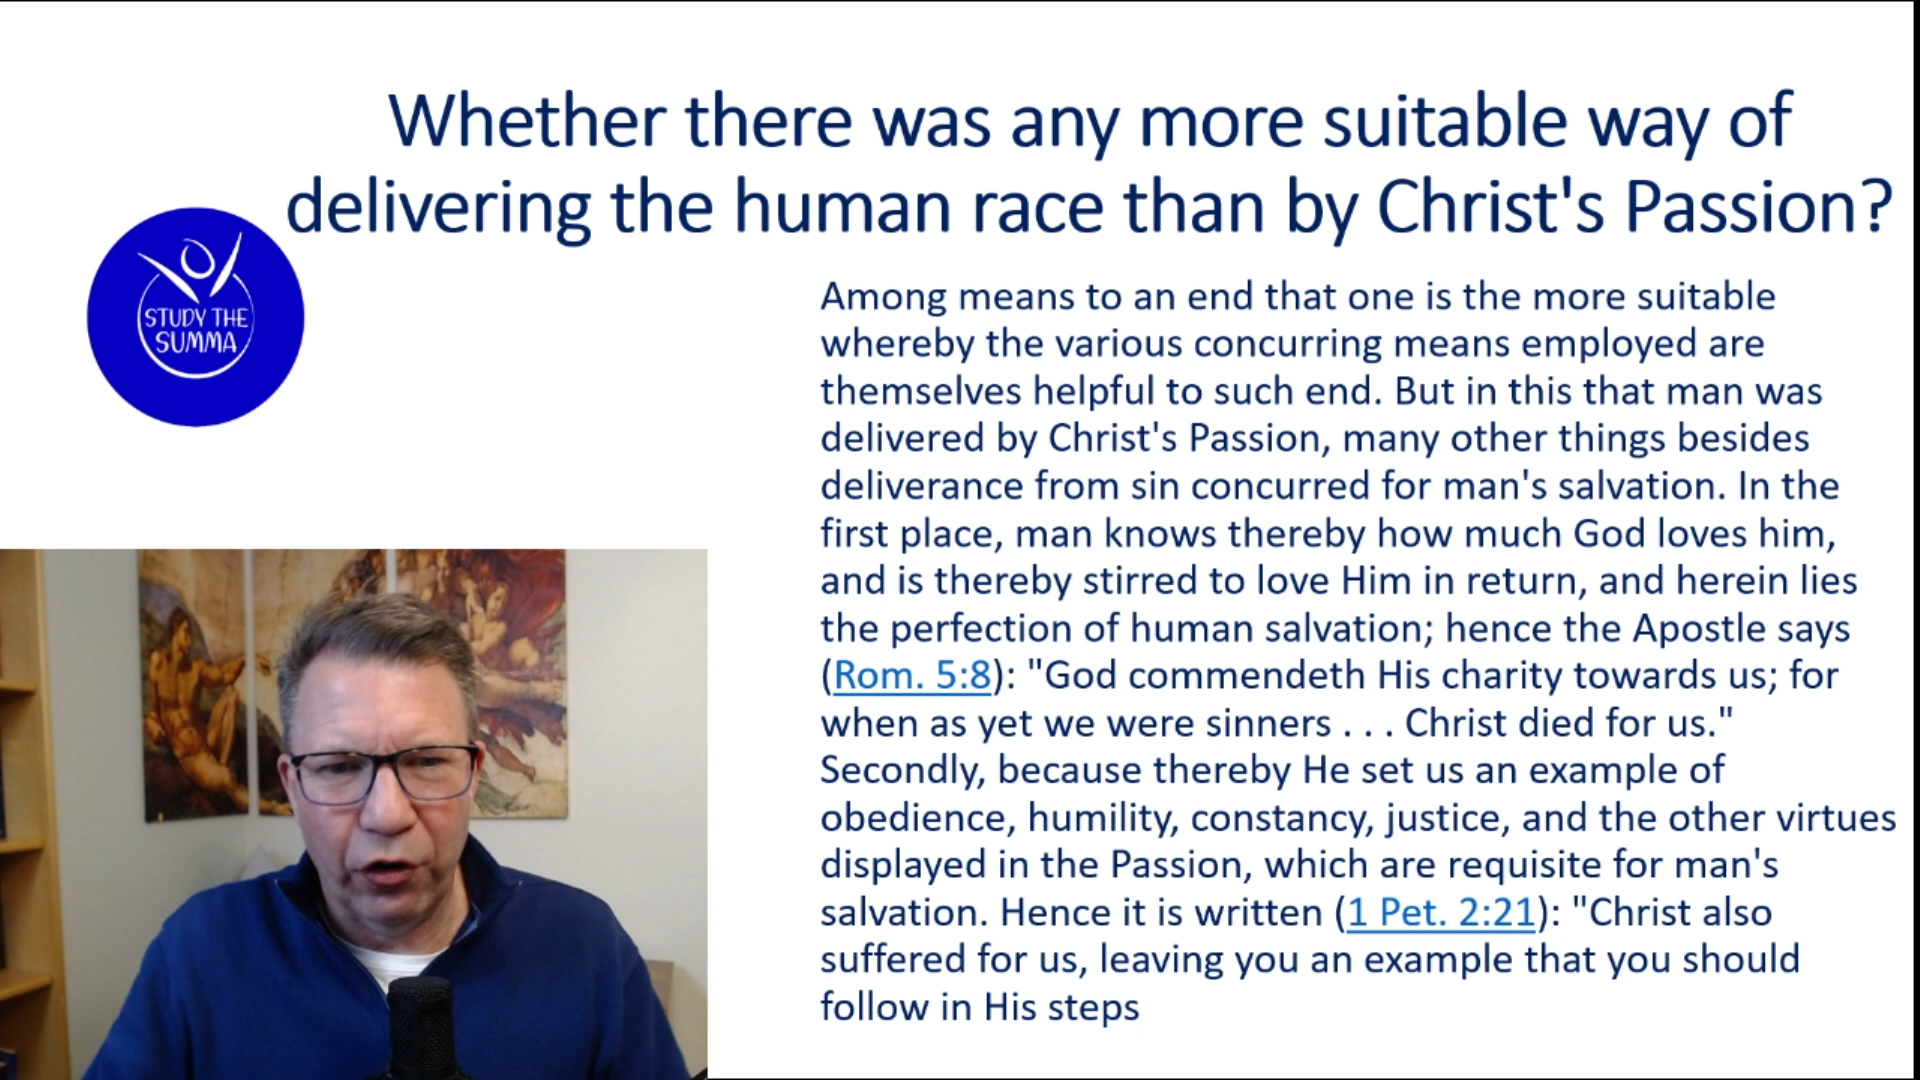 Whether there was any more suitable way of
delivering the human race than by Christ's Passion?
STUDY THE
SUMMA
Among means to an end that one is the more suitable
whereby the various concurring means employed are
themselves helpful to such end. But in this that man was
delivered by Christ's Passion, many other things besides
deliverance from sin concurred for man's salvation. In the
first place, man knows thereby how much God loves him,
and is thereby stirred to love Him in return, and herein lies
the perfection of human salvation; hence the Apostle says
(Rom. 5:8): "God commendeth His charity towards us; for
when as yet we were sinners . . . Christ died for us."
Secondly, because thereby He set us an example of
obedience, humility, constancy, justice, and the other virtues
displayed in the Passion, which are requisite for man's
salvation. Hence it is written (1 Pet. 2:21): "Christ also
suffered for us, leaving you an example that you should
follow in His steps